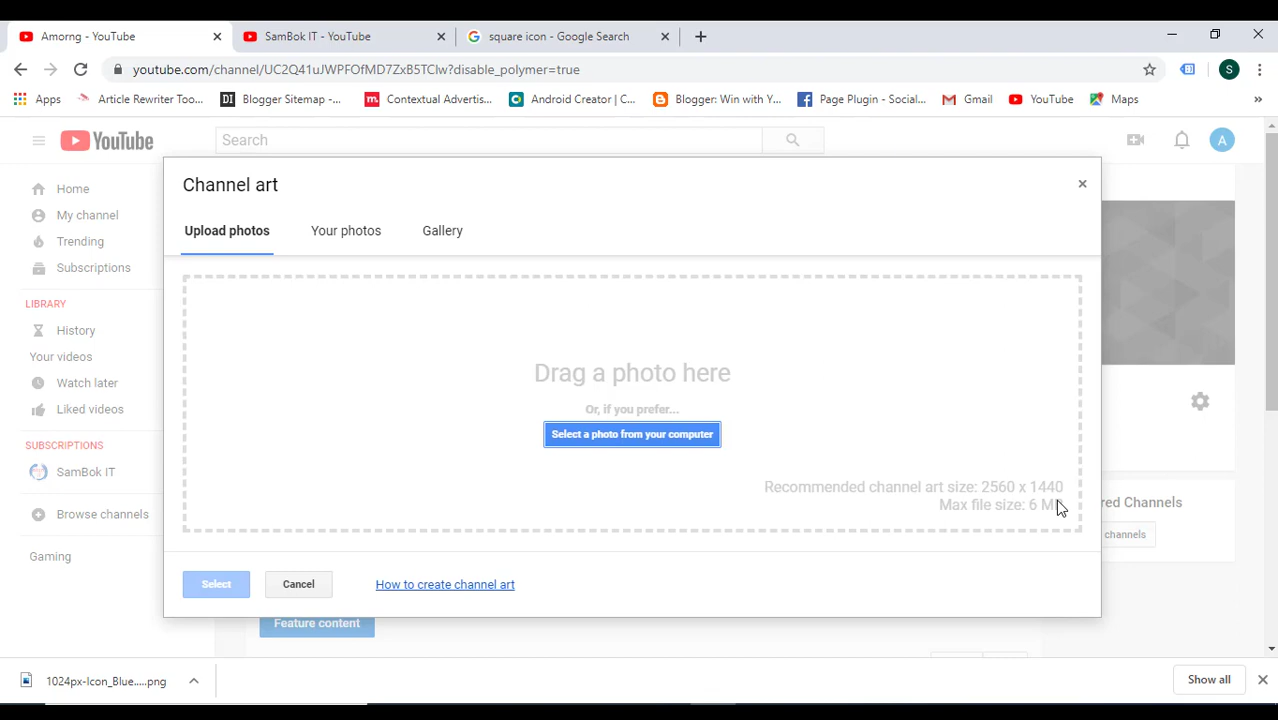 Amorng - YouTube
SamBok IT - YouTube
square icon - Google Search
youtube.com/channel/UC2Q41uJWPFOfMD7ZxB5TClw?disable_polymer=true
S
Apps
Article Rewriter Too...
DI
Blogger Sitemap -...
m.
Contextual Advertis...
Android Creator | C...
Blogger: Win with Y...
Page Plugin - Social...
Gmail
YouTube
Maps
»
YouTube
Search
A
Home
My channel
Trending
Subscriptions
LIBRARY
History
Your videos
Watch later
Liked videos
SUBSCRIPTIONS
SamBok IT
Browse channels
Gaming
Channel art
Upload photos
Your photos
Gallery
Drag a photo here
Or, if you prefer...
Select a photo from your computer
Recommended channel art size: 2560 x 1440
Max file size: 6
Select
Cancel
How to create channel art
red Channels
channels
Feature content
1024px-Icon_Blue.....png
Show all